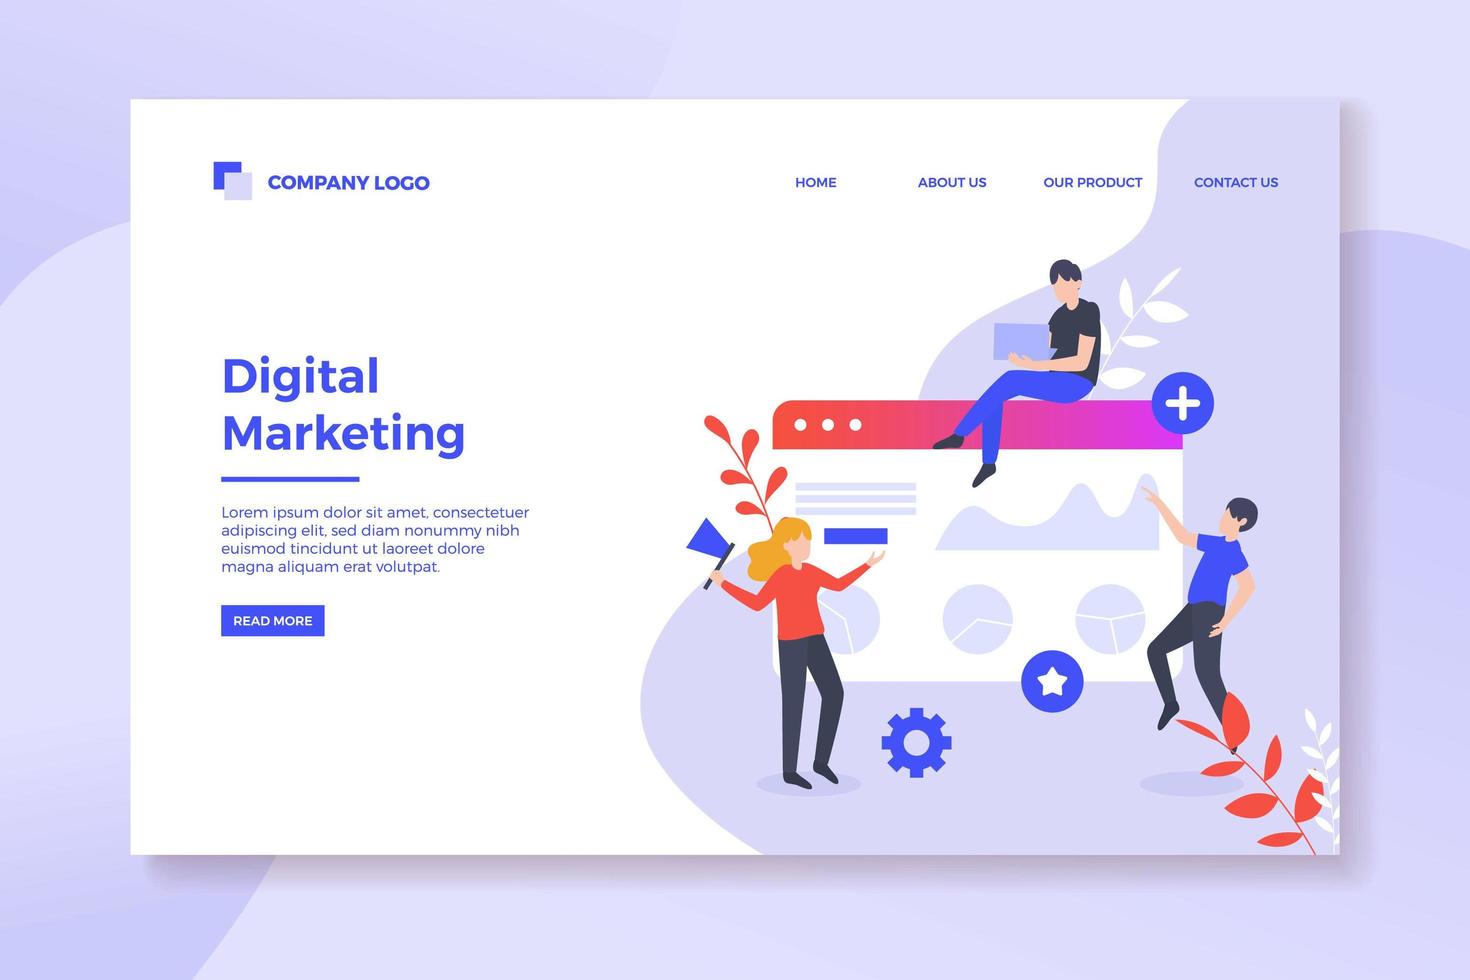 COMPANY LOGO
HOME
ABOUT US
OUR PRODUCT
CONTACT US
Digital
Marketing
Lorem ipsum dolor sit amet, consectetuer
adipiscing elit, sed diam nonummy nibh
euismod tincidunt ut laoreet dolore
magna aliquam erat volutpat.
READ MORE